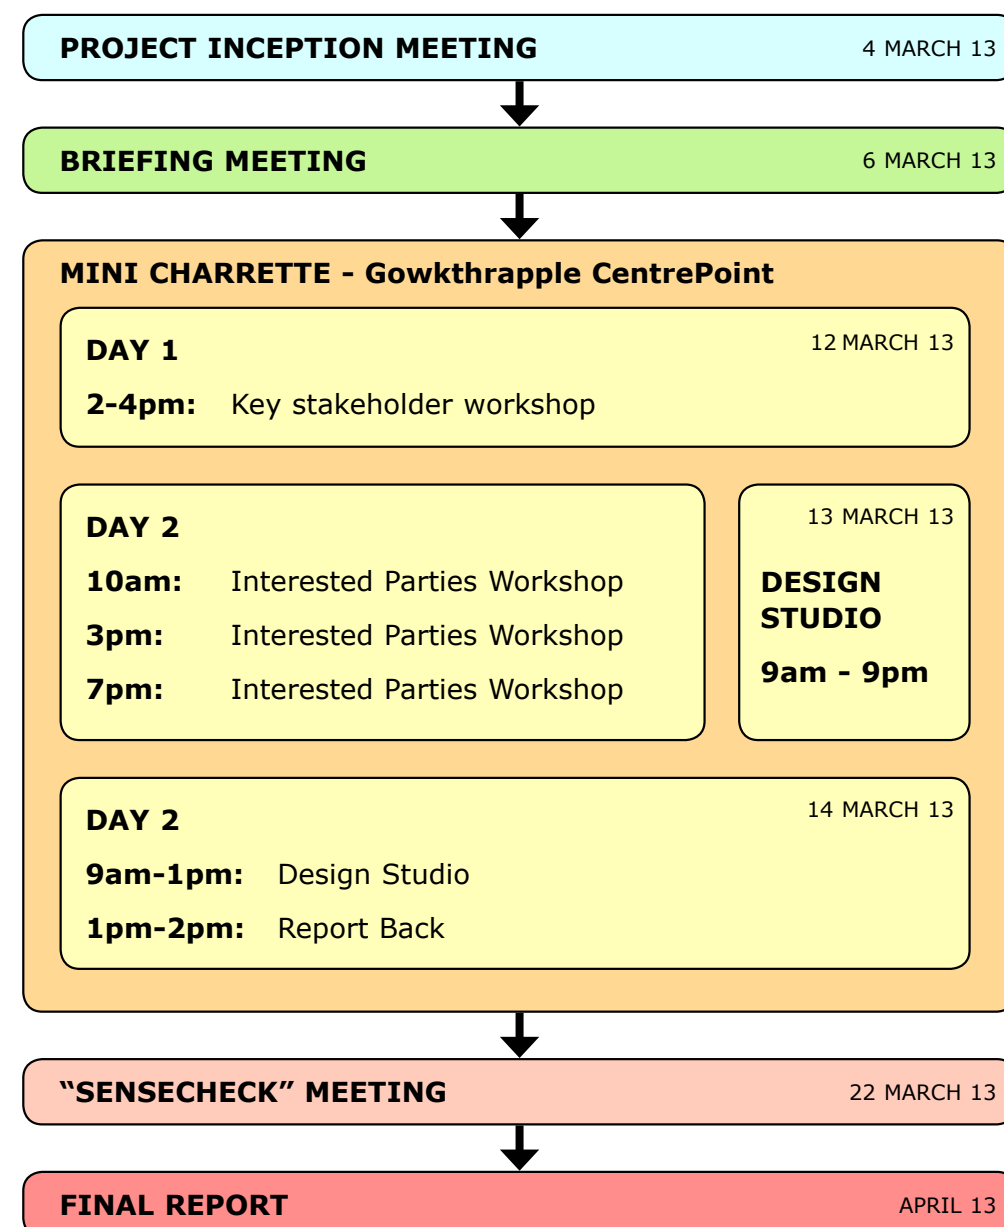 PROJECT INCEPTION MEETING 4 MARCH 13
BRIEFING MEETING 6 MARCH 13
MINI CHARRETTE - Gowkthrapple CentrePoint
DAY 1 12 MARCH 13
2-4pm: Key stakeholder workshop
DAY 2
10am: Interested Parties Workshop
3pm: Interested Parties Workshop
7pm: Interested Parties Workshop
13 MARCH 13
DESIGN
STUDIO
9am - 9pm
DAY 2 14 MARCH 13
9am-1pm: Design Studio
1pm-2pm: Report Back
“SENSECHECK” MEETING 22 MARCH 13
FINAL REPORT APRIL 13